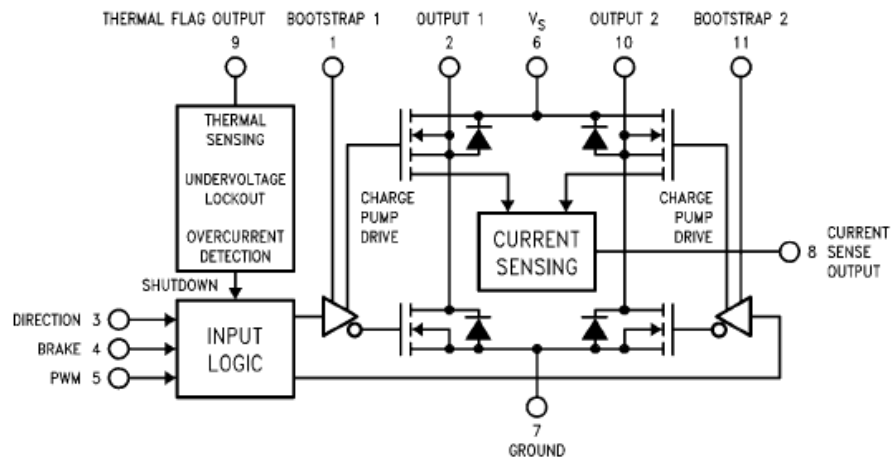 THERMAL FLAG OUTPUT
9
BOOTSTRAP 1
1
OUTPUT 1
2
VS
6
OUTPUT 2
10
BOOTSTRAP 2
11
THERMAL
SENSING
UNDERVOLTAGE
LOCKOUT
OVERCURRENT
DETECTION
SHUTDOWN
CHARGE
PUMP
DRIVE
CURRENT
SENSING
CHARGE
PUMP
DRIVE
8 CURRENT
SENSE
OUTPUT
DIRECTION 3
BRAKE 4
PWM 5
INPUT
LOGIC
7
GROUND